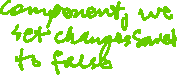 component, we
set changesSaved
to false